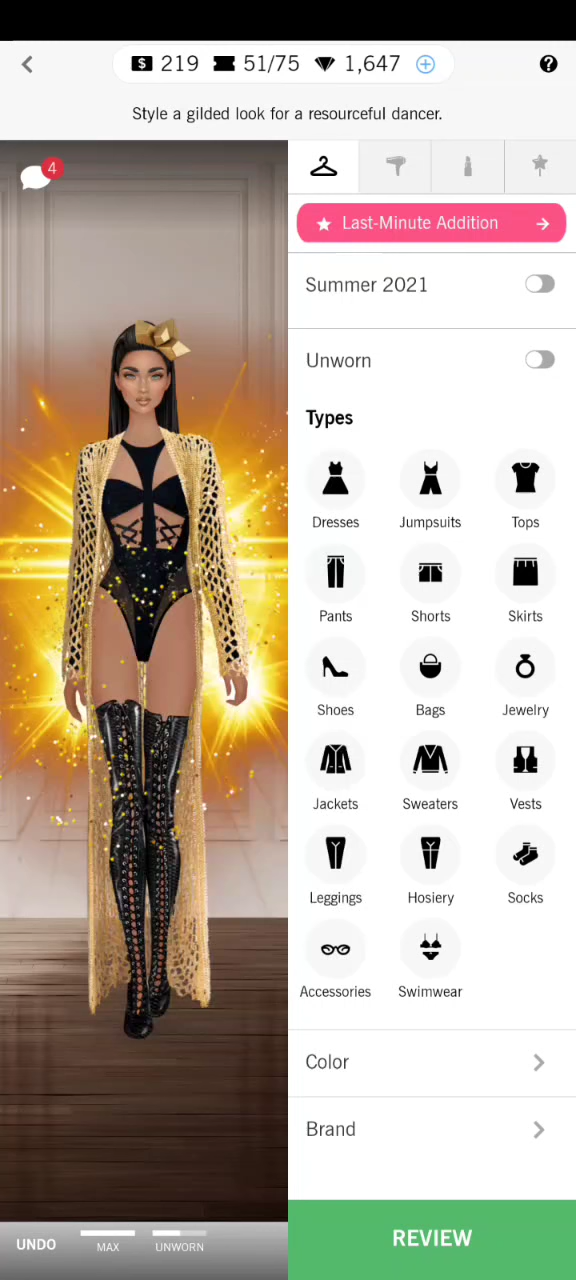 $ 219 51/75 1,647
Style a gilded look for a resourceful dancer.
4
Last-Minute Addition
Summer 2021
Unworn
Types
Dresses Jumpsuits Tops
Pants Shorts Skirts
Shoes Bags Jewelry
Jackets Sweaters Vests
Leggings Hosiery Socks
Accessories Swimwear
Color
Brand
UNDO MAX UNWORN
REVIEW